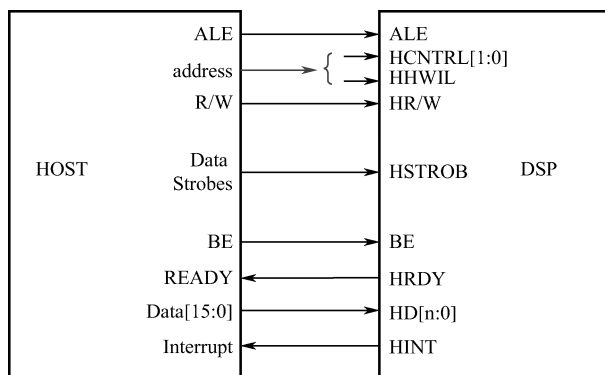 ALE ALE
address HCNTRL[1:0]
HHWIL
R/W HR/W
HOST Data Strobes HSTROB DSP
BE BE
READY HRDY
Data[15:0] HD[n:0]
Interrupt HINT